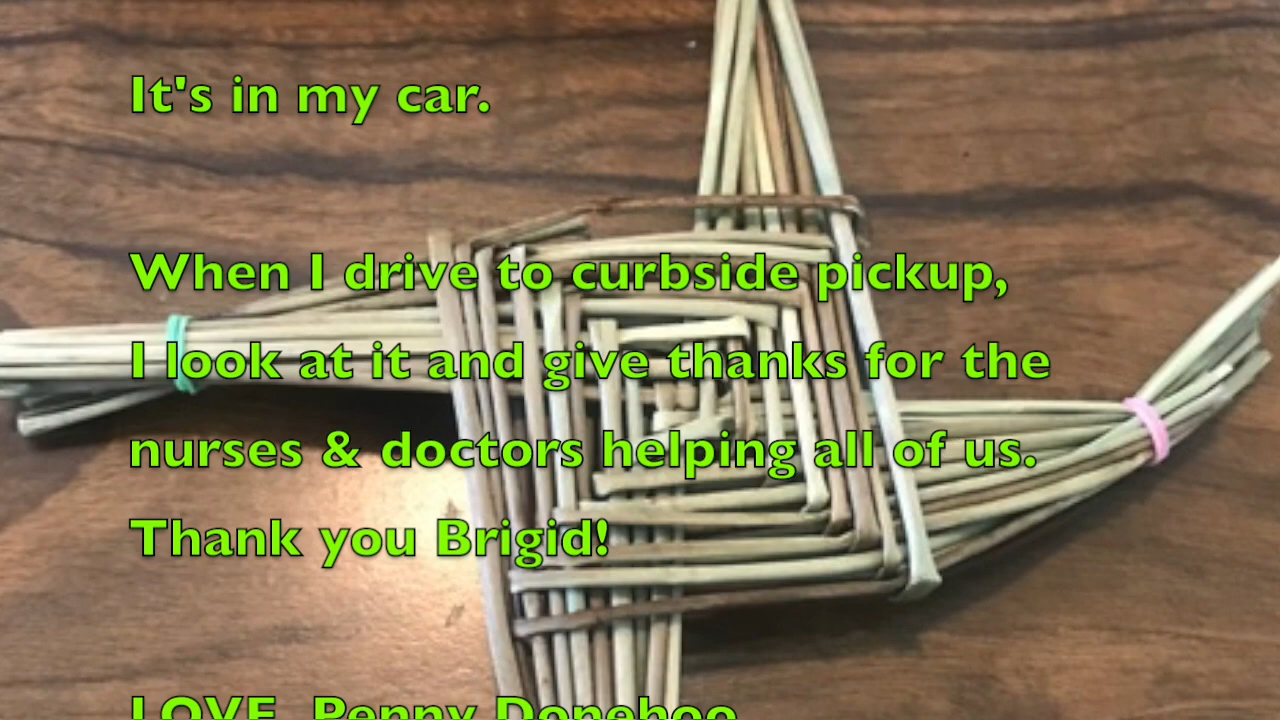 It's in my car.
When I drive to curbside pickup,
I look at it and give thanks for the
nurses & doctors helping all of us.
Thank you Brigid!
LOVE, Penny Donehoo